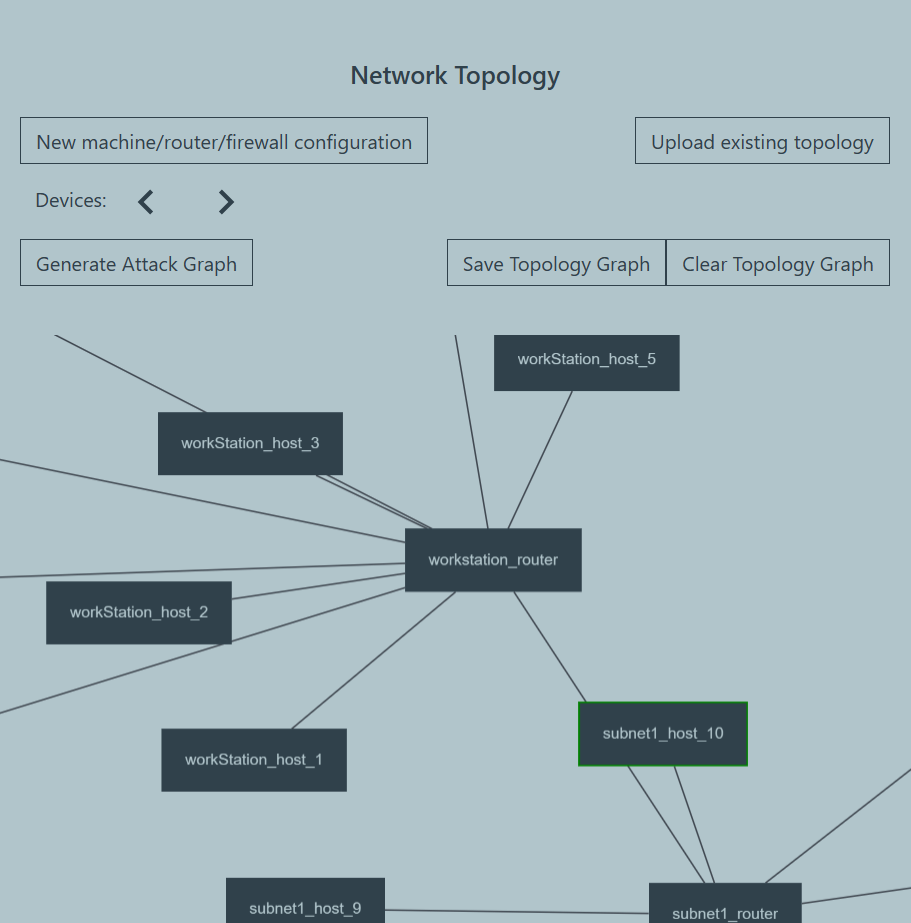 Network Topology
New machine/router/firewall configuration
Upload existing topology
Devices:
Generate Attack Graph
Save Topology Graph
Clear Topology Graph
workStation_host_5
workStation_host_3
workstation_router
workStation_host_2
subnet1_host_10
workStation_host_1
subnet1_host_9
subnet1_router